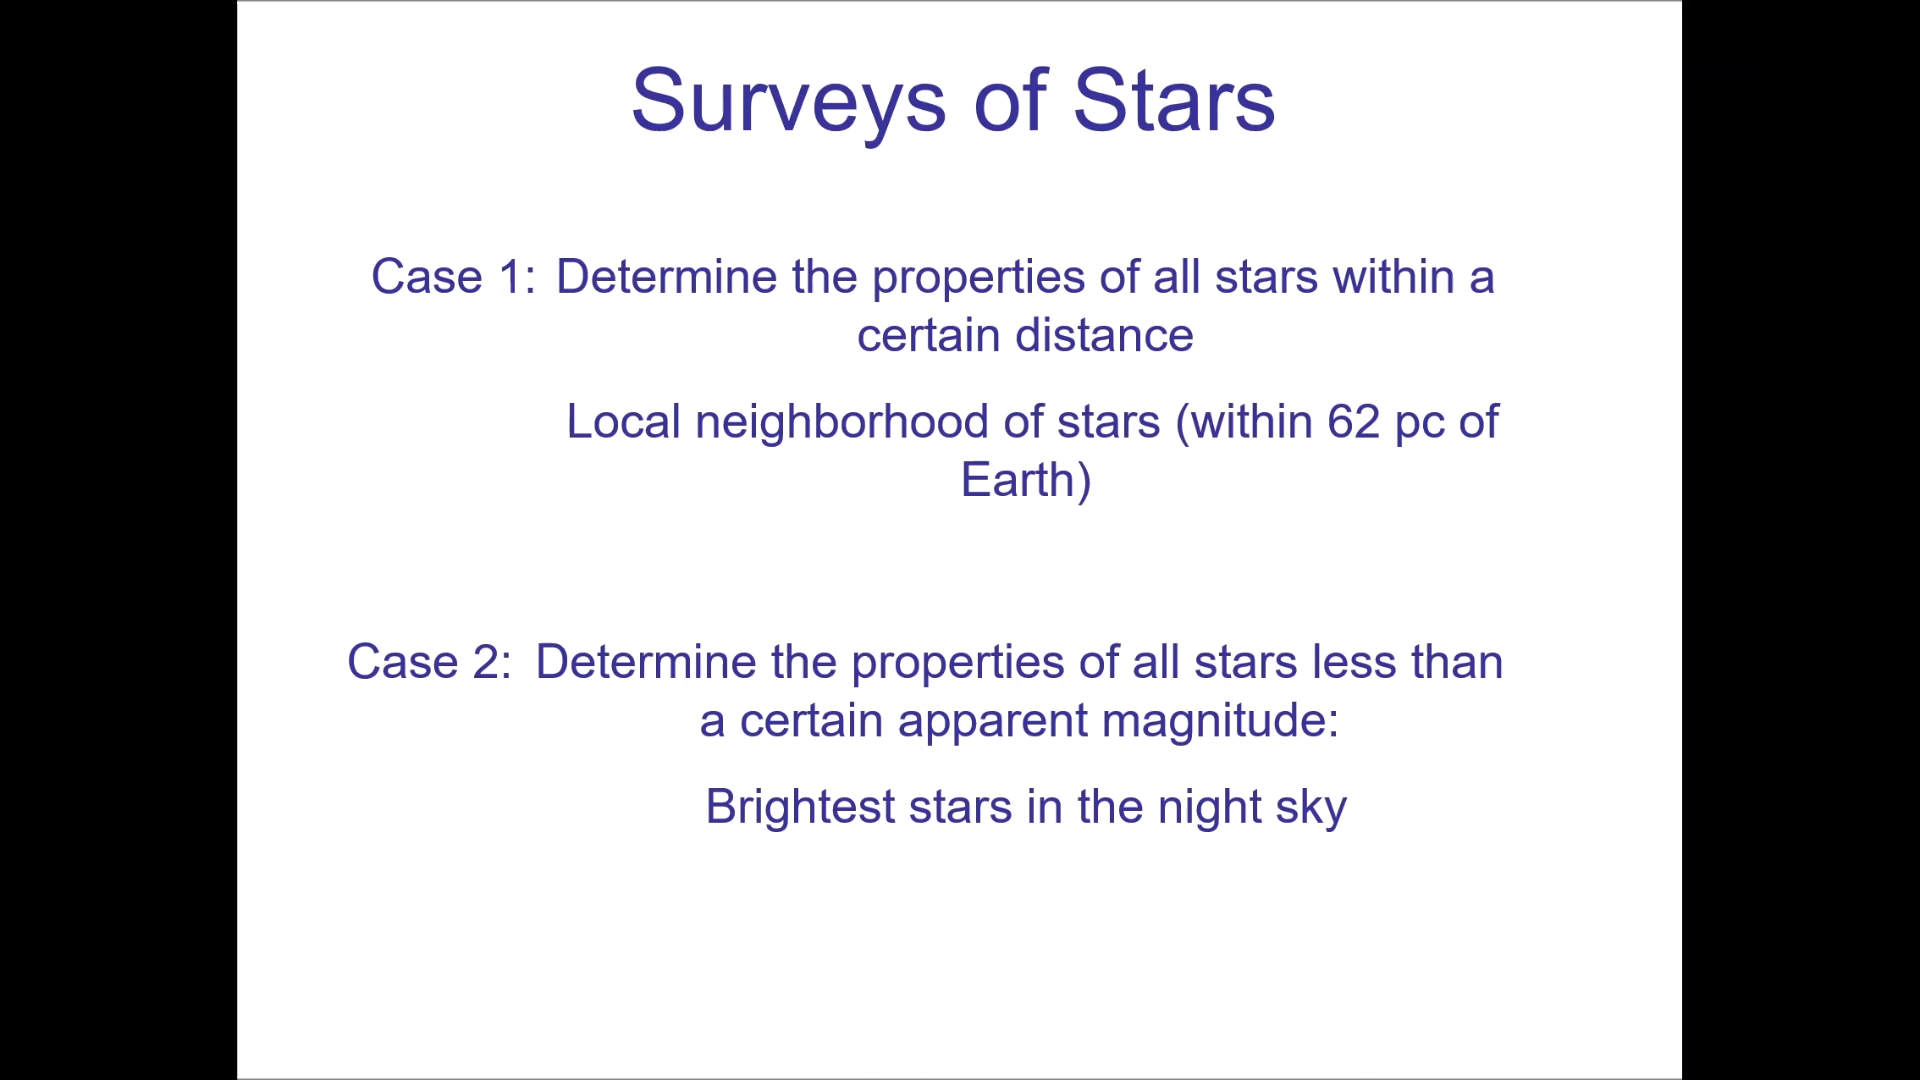 Surveys of Stars
Case 1: Determine the properties of all stars within a
certain distance
Local neighborhood of stars (within 62 pc of
Earth)
Case 2: Determine the properties of all stars less than
a certain apparent magnitude:
Brightest stars in the night sky